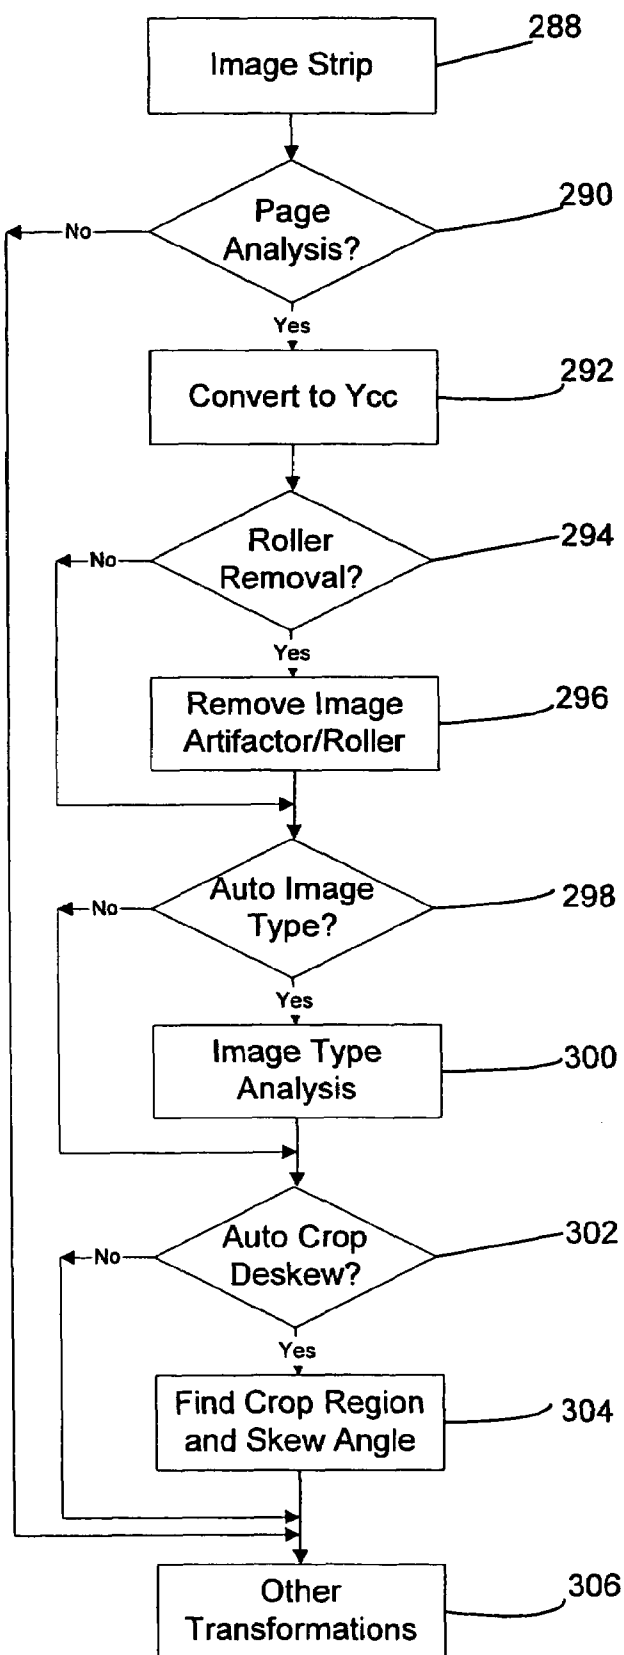 288
Image Strip
290
Page
Analysis?
No
Yes
292
Convert to Ycc
294
Roller
Removal?
No
Yes
296
Remove Image
Artifactor/Roller
298
Auto Image
Type?
No
Yes
300
Image Type
Analysis
302
Auto Crop
Deskew?
No
Yes
304
Find Crop Region
and Skew Angle
306
Other
Transformations